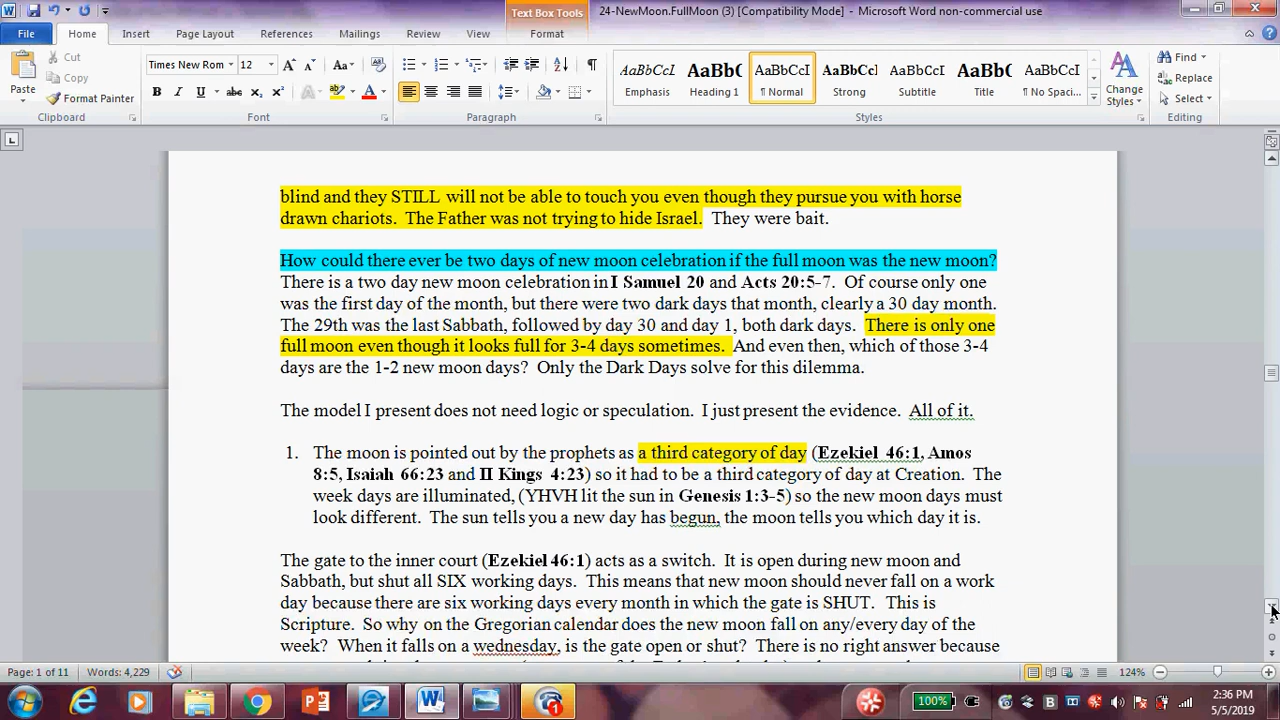 Text Box Tools
24-NewMoon.FullMoon (3) [Compatibility Mode] - Microsoft Word non-commercial use
File Home Insert Page Layout References Mailings Review View Format
Paste
Cut
Copy
Format Painter
Clipboard
Times New Rom 12
Font
Paragraph
AaBbCcI AaBb( AaBbCcI AaBbCcI AaBbCcI AaBb( AaBbCcI
Emphasis Heading 1 ¶ Normal Strong Subtitle Title ¶ No Spaci...
Change Styles
Styles
Find
Replace
Select
Editing
blind and they STILL will not be able to touch you even though they pursue you with horse
drawn chariots. The Father was not trying to hide Israel. They were bait.
How could there ever be two days of new moon celebration if the full moon was the new moon?
There is a two day new moon celebration in I Samuel 20 and Acts 20:5-7. Of course only one
was the first day of the month, but there were two dark days that month, clearly a 30 day month.
The 29th was the last Sabbath, followed by day 30 and day 1, both dark days. There is only one
full moon even though it looks full for 3-4 days sometimes. And even then, which of those 3-4
days are the 1-2 new moon days? Only the Dark Days solve for this dilemma.
The model I present does not need logic or speculation. I just present the evidence. All of it.
1. The moon is pointed out by the prophets as a third category of day (Ezekiel 46:1, Amos
8:5, Isaiah 66:23 and II Kings 4:23) so it had to be a third category of day at Creation. The
week days are illuminated, (YHVH lit the sun in Genesis 1:3-5) so the new moon days must
look different. The sun tells you a new day has begun, the moon tells you which day it is.
The gate to the inner court (Ezekiel 46:1) acts as a switch. It is open during new moon and
Sabbath, but shut all SIX working days. This means that new moon should never fall on a work
day because there are six working days every month in which the gate is SHUT. This is
Scripture. So why on the Gregorian calendar does the new moon fall on any/every day of the
week? When it falls on a wednesday, is the gate open or shut? There is no right answer because
Page: 1 of 11 Words: 4,229 124%
100%
2:36 PM
5/5/2019